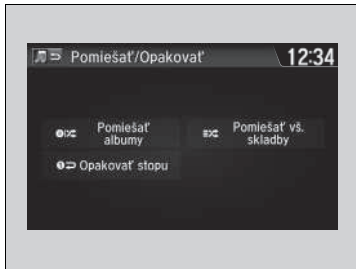 Pomiešať/Opakovať 12:34
Pomiešať
albumy
Pomiešať vš.
skladby
Opakovať stopu